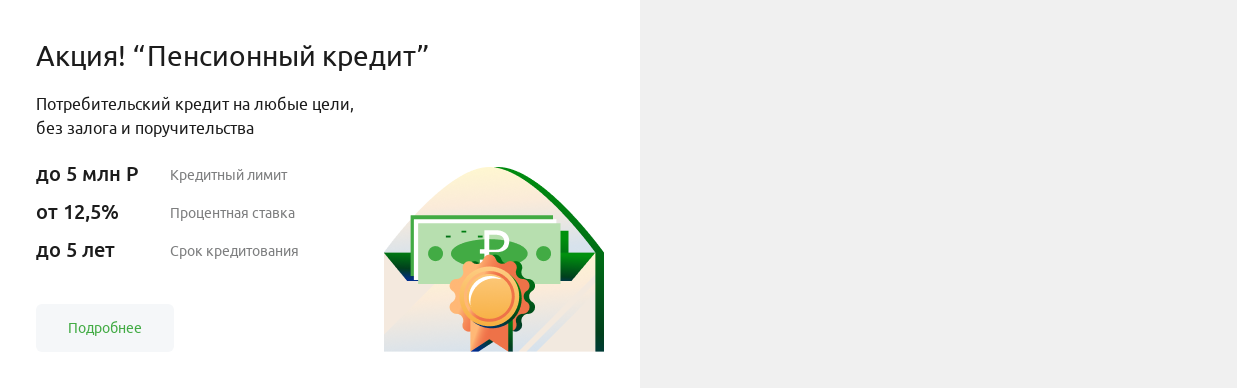 Акция! “Пенсионный кредит”
Потребительский кредит на любые цели,
без залога и поручительства
до 5 млн Р Кредитный лимит
от 12,5% Процентная ставка
до 5 лет Срок кредитования
Подробнее